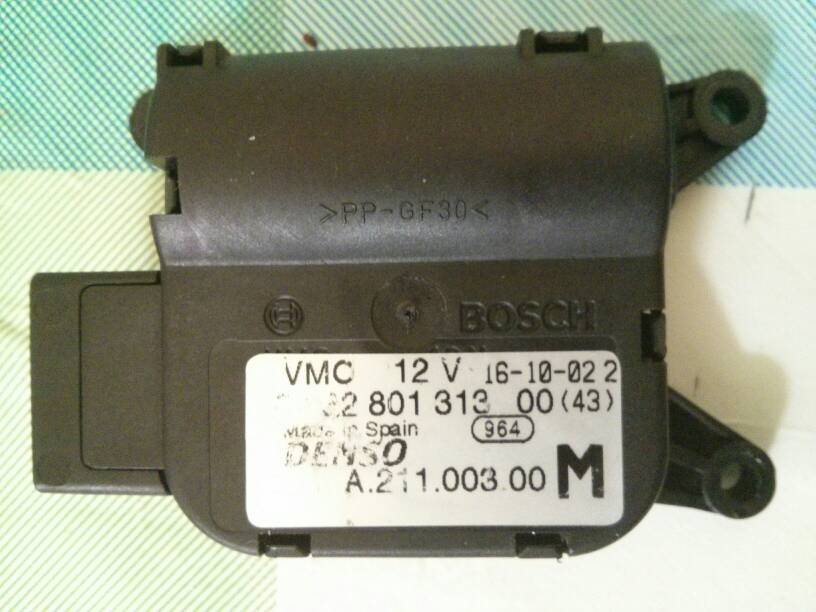 >PP-GF30<
BOSCH
VMC 12 V 16-10-02 2
32 801 313 00 (43)
Made in Spain 964
DENSO
A.211.003.00 M